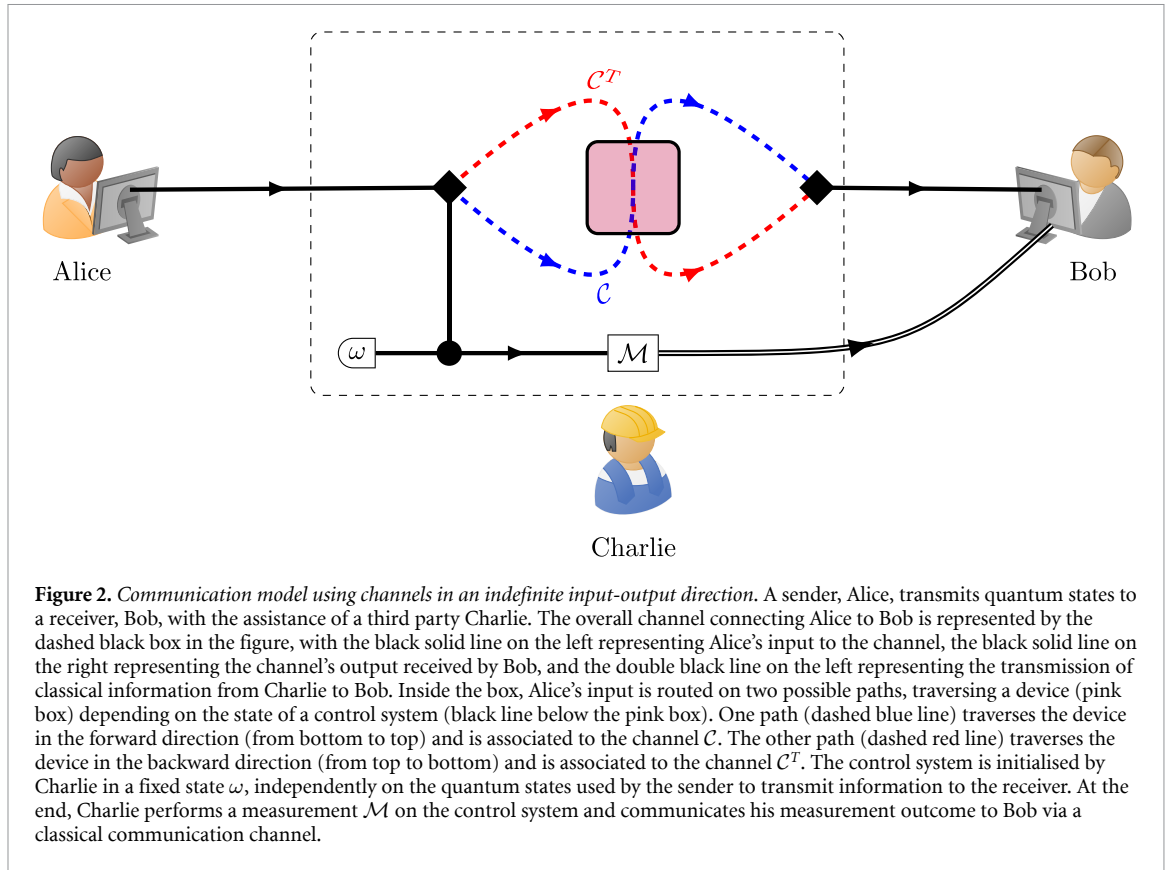 𝒞ᵀ
Alice
Bob
𝒞
ω
ℳ
Charlie
Figure 2. Communication model using channels in an indefinite input-output direction. A sender, Alice, transmits quantum states to
a receiver, Bob, with the assistance of a third party Charlie. The overall channel connecting Alice to Bob is represented by the
dashed black box in the figure, with the black solid line on the left representing Alice's input to the channel, the black solid line on
the right representing the channel's output received by Bob, and the double black line on the left representing the transmission of
classical information from Charlie to Bob. Inside the box, Alice's input is routed on two possible paths, traversing a device (pink
box) depending on the state of a control system (black line below the pink box). One path (dashed blue line) traverses the device
in the forward direction (from bottom to top) and is associated to the channel 𝒞. The other path (dashed red line) traverses the
device in the backward direction (from top to bottom) and is associated to the channel 𝒞ᵀ. The control system is initialised by
Charlie in a fixed state ω, independently on the quantum states used by the sender to transmit information to the receiver. At the
end, Charlie performs a measurement ℳ on the control system and communicates his measurement outcome to Bob via a
classical communication channel.